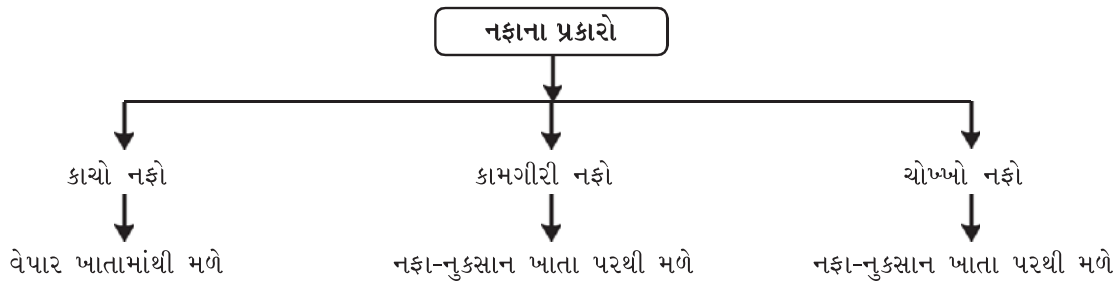 નફાના પ્રકારો
કાચો નફો
કામગીરી નફો
ચોખ્ખો નફો
વેપાર ખાતામાંથી મળે
નફા-નુકસાન ખાતા પરથી મળે
નફા-નુકસાન ખાતા પરથી મળે